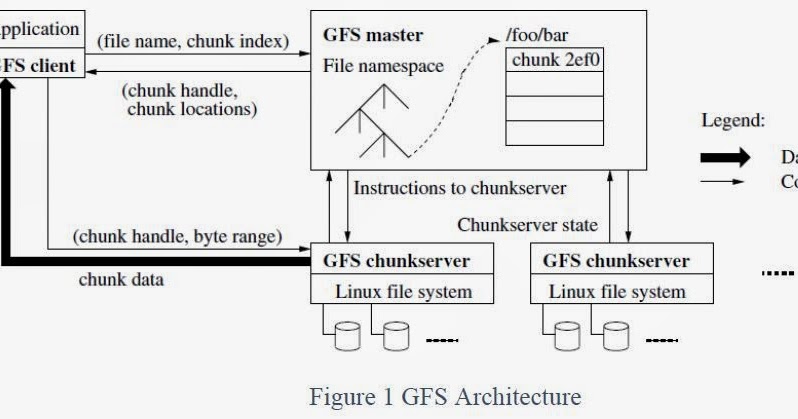 pplication
FS client
(file name, chunk index)
(chunk handle,
chunk locations)
GFS master
File namespace
/foo/bar
chunk 2ef0
Legend:
Da
Co
Instructions to chunkserver
Chunkserver state
(chunk handle, byte range)
chunk data
GFS chunkserver
Linux file system
GFS chunkserver
Linux file system
Figure 1 GFS Architecture